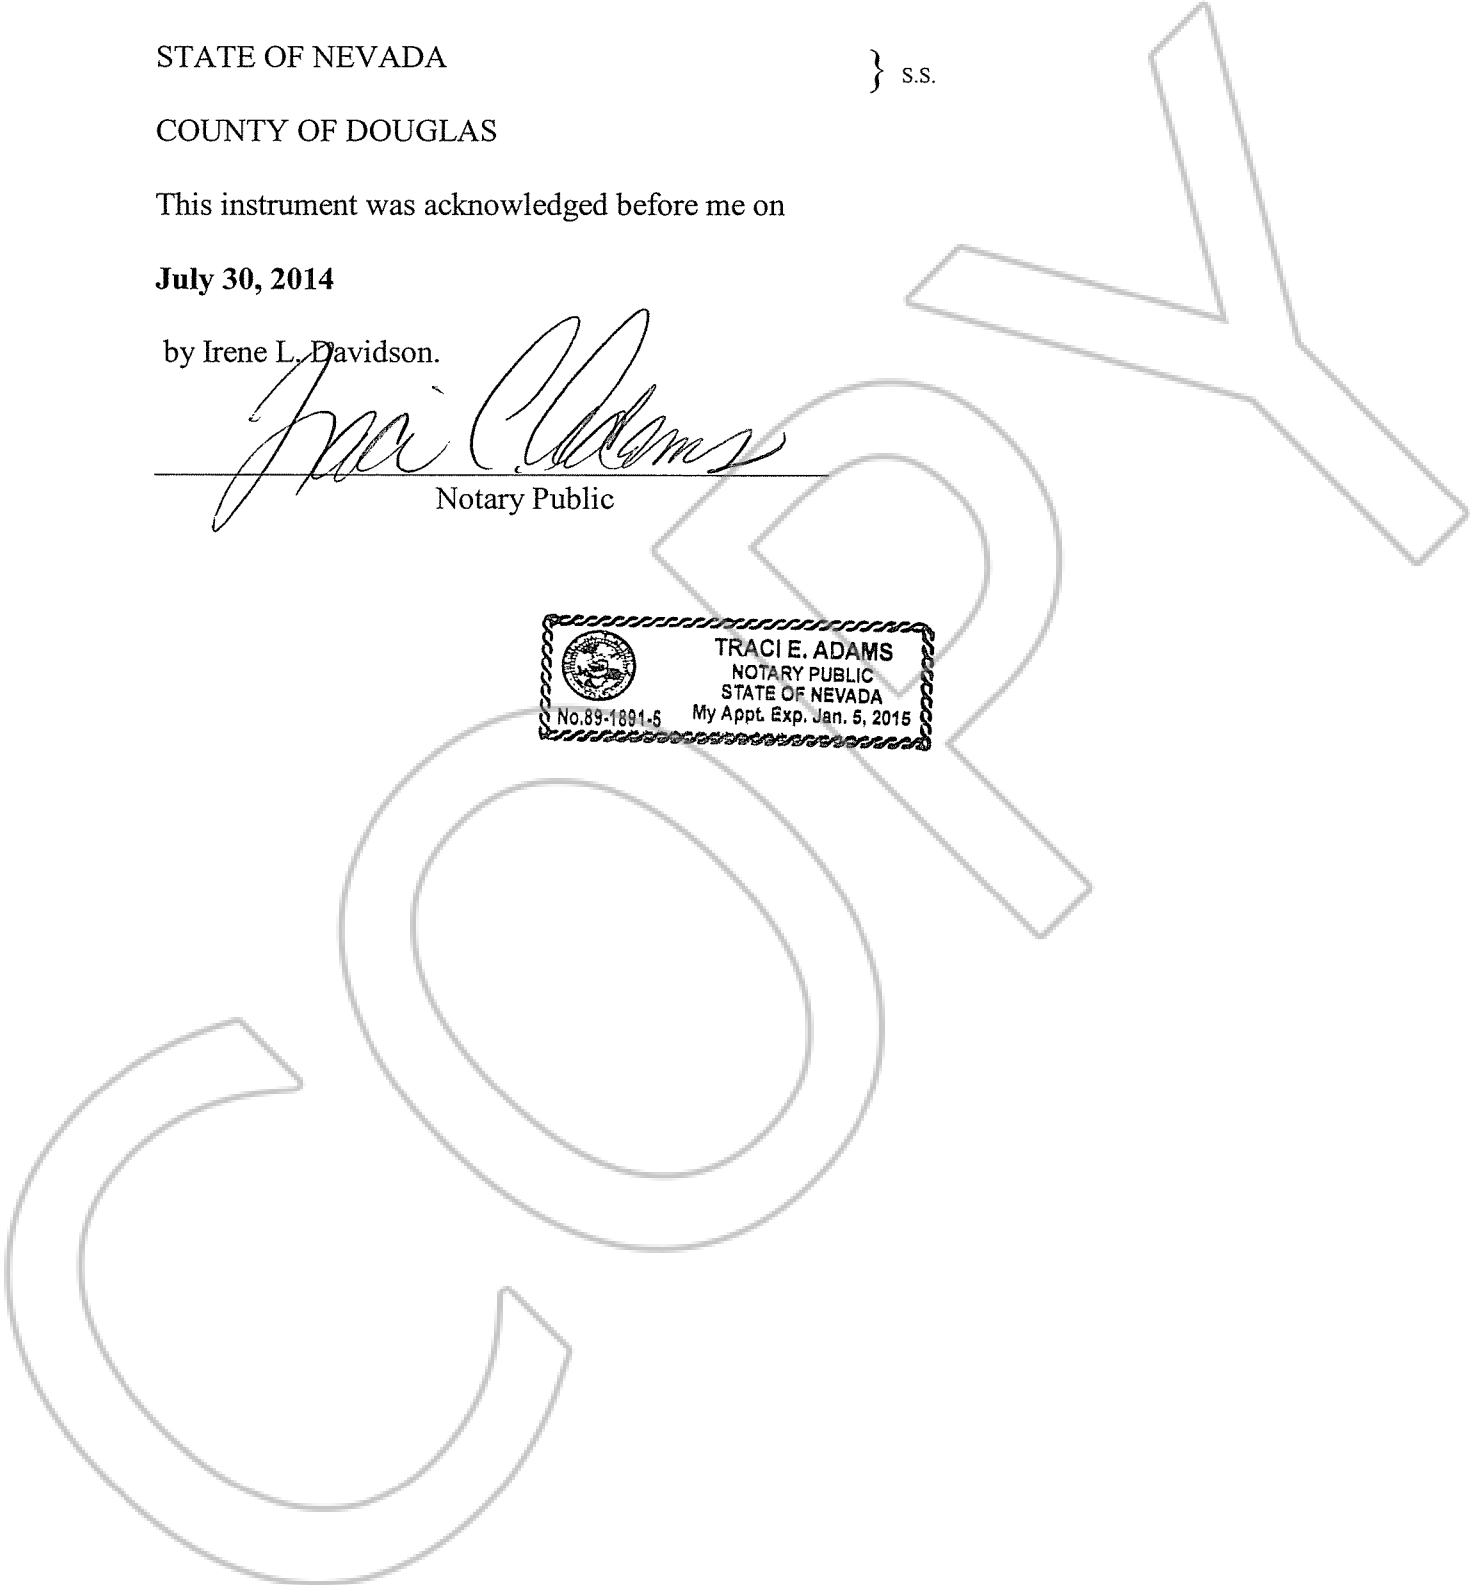 STATE OF NEVADA
} s.s.
COUNTY OF DOUGLAS
This instrument was acknowledged before me on
July 30, 2014
by Irene L. Davidson.
Traci E Adams
Notary Public
TRACI E. ADAMS
NOTARY PUBLIC
STATE OF NEVADA
No.89-1891-5 My Appt. Exp. Jan. 5, 2015
COPY